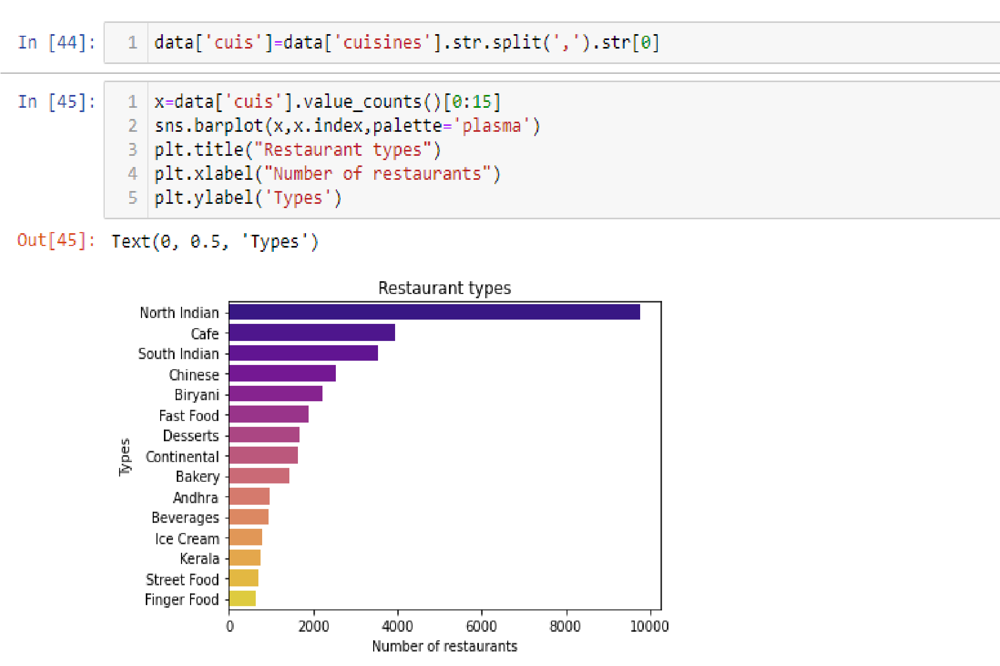 In [44]: 1 data['cuis']=data['cuisines'].str.split(',').str[0]
In [45]: 1 x=data['cuis'].value_counts()[0:15]
2 sns.barplot(x,x.index,palette='plasma')
3 plt.title("Restaurant types")
4 plt.xlabel("Number of restaurants")
5 plt.ylabel('Types')
Out[45]: Text(0, 0.5, 'Types')
Restaurant types
North Indian
Cafe
South Indian
Chinese
Biryani
Fast Food
Desserts
Continental
Bakery
Andhra
Beverages
Ice Cream
Kerala
Street Food
Finger Food
Types
0 2000 4000 6000 8000 10000
Number of restaurants